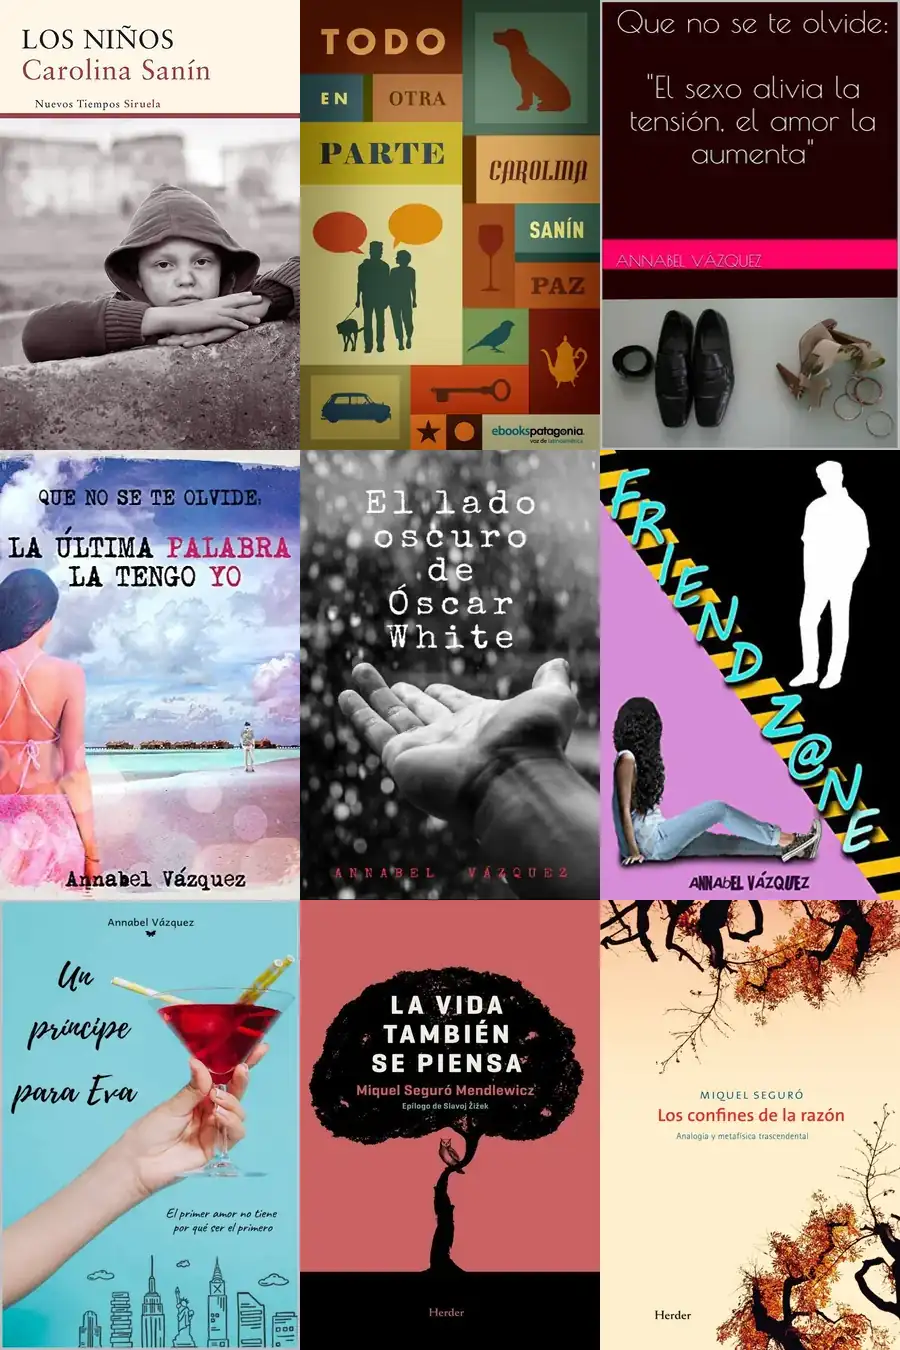 LOS NIÑOS
Carolina Sanín
Nuevos Tiempos Siruela
TODO
EN OTRA
PARTE
CAROLINA
SANÍN
PAZ
ebookspatagonia.
voz de latinoamérica
Que no se te olvide:
"El sexo alivia la
tensión, el amor la
aumenta"
ANNABEL VÁZQUEZ
QUE NO SE TE OLVIDE:
LA ÚLTIMA PALABRA
LA TENGO YO
Annabel Vázquez
El lado
oscuro
de
Óscar
White
ANNABEL VÁZQUEZ
FRIENDZ@NE
ANNAbEL VÁZQUEZ
Annabel Vázquez
Un
príncipe
para Eva
El primer amor no tiene
por qué ser el primero
LA VIDA
TAMBIÉN
SE PIENSA
Miquel Seguró Mendlewicz
Epílogo de Slavoj Žižek
Herder
MIQUEL SEGURÓ
Los confines de la razón
Analogía y metafísica trascendental
Herder